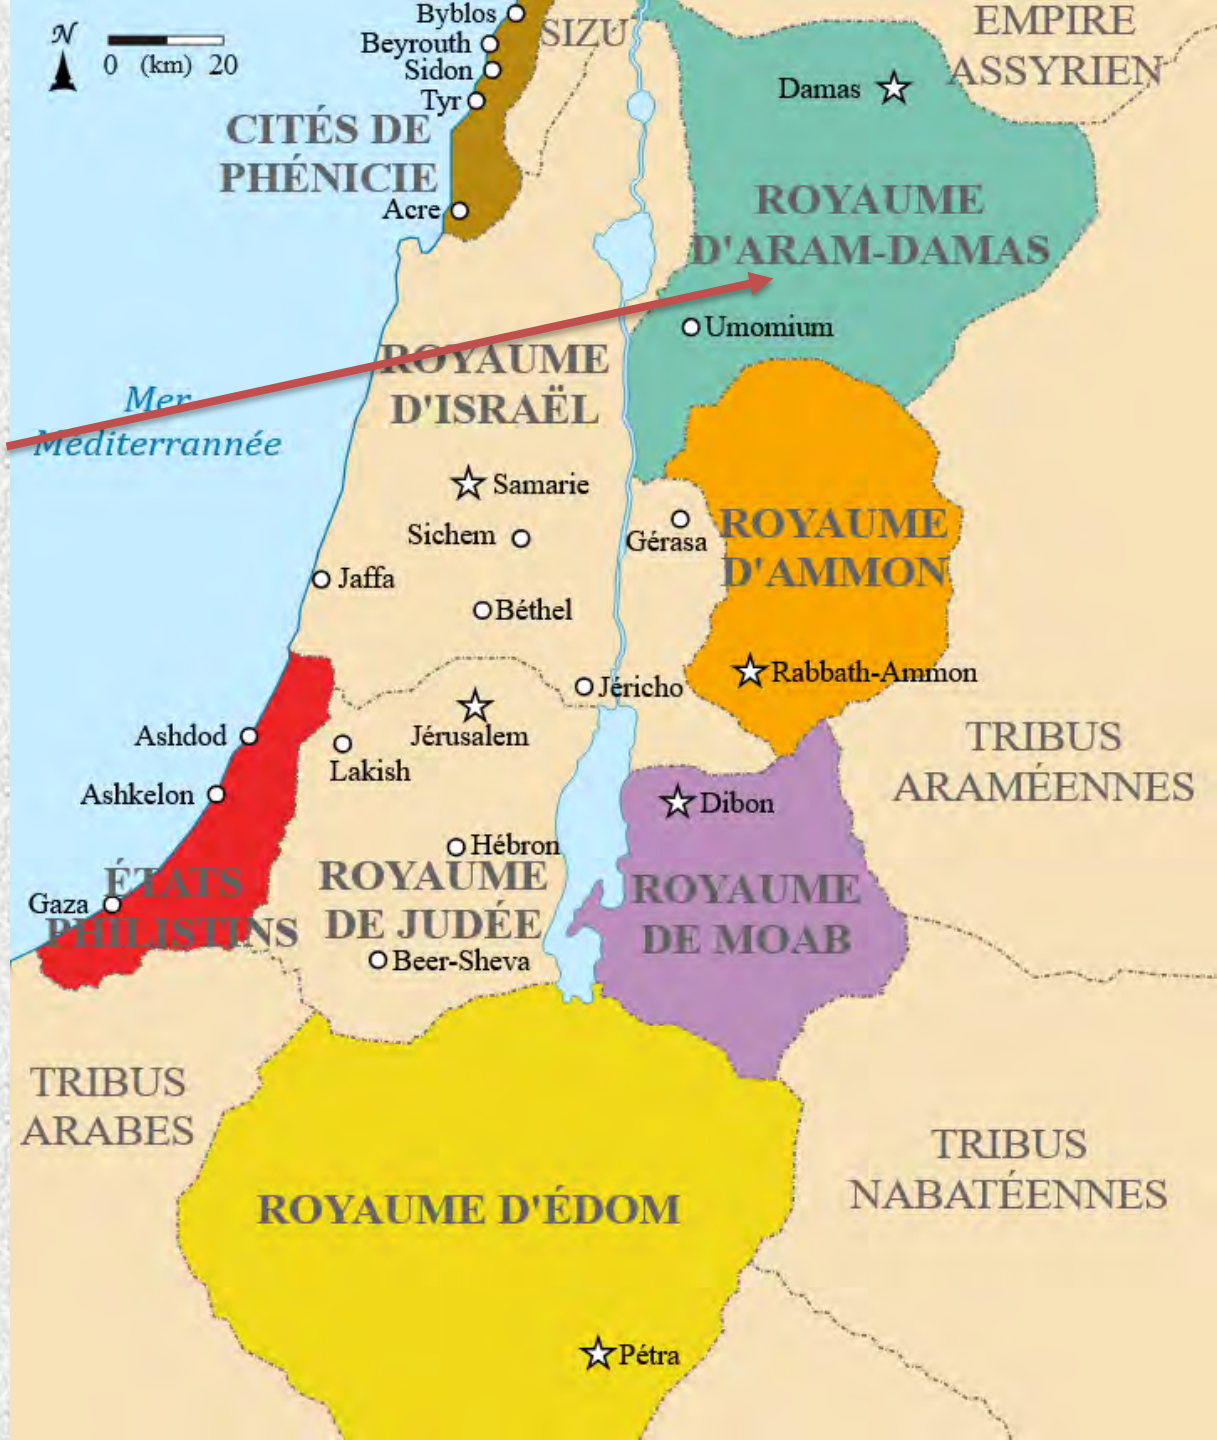 N
0 (km) 20
Byblos
Beyrouth
Sidon
Tyr
SIZU
EMPIRE
ASSYRIEN
Damas
CITÉS DE
PHÉNICIE
Acre
ROYAUME
D'ARAM-DAMAS
Umomium
ROYAUME
D'ISRAËL
Mer
Méditerrannée
Samarie
Sichem
Gérasa
ROYAUME
D'AMMON
Jaffa
Béthel
Rabbath-Ammon
Jéricho
Jérusalem
Ashdod
Lakish
TRIBUS
ARAMÉENNES
Ashkelon
Dibon
Hébron
ÉTATS
PHILISTINS
Gaza
ROYAUME
DE JUDÉE
ROYAUME
DE MOAB
Beer-Sheva
TRIBUS
ARABES
TRIBUS
NABATÉENNES
ROYAUME D'ÉDOM
Pétra